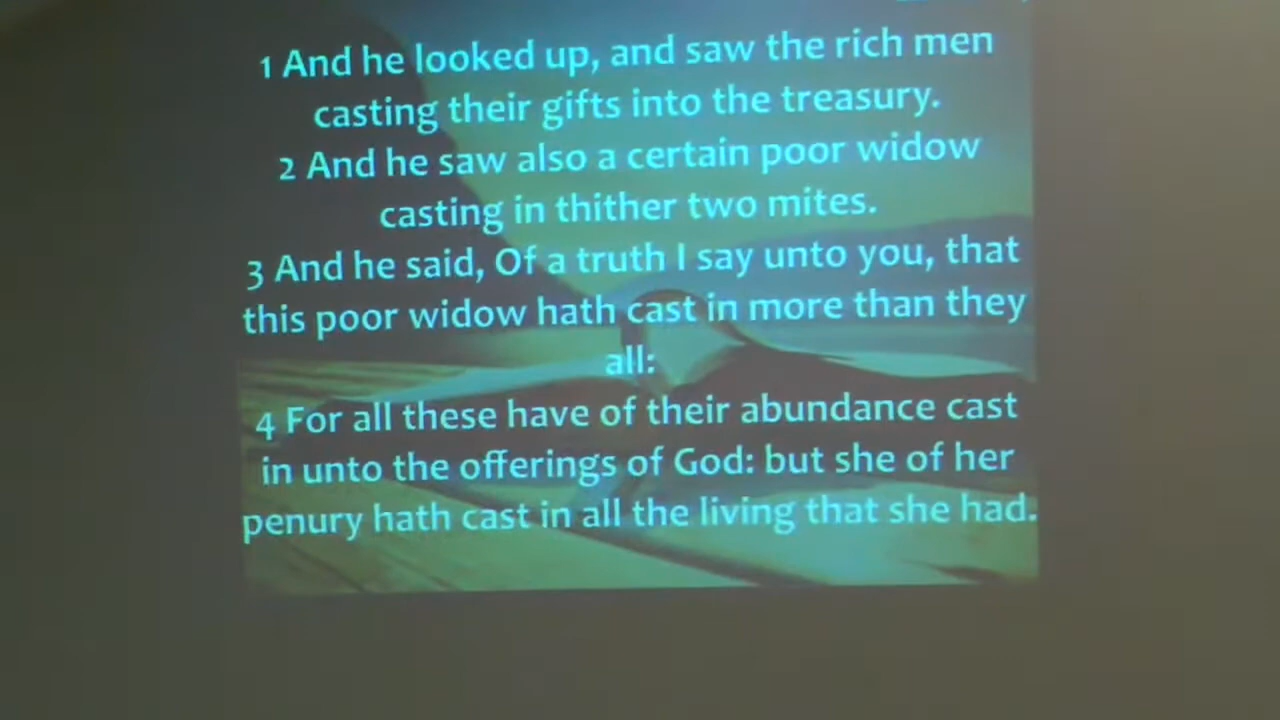 1 And he looked up, and saw the rich men
casting their gifts into the treasury.
2 And he saw also a certain poor widow
casting in thither two mites.
3 And he said, Of a truth I say unto you, that
this poor widow hath cast in more than they
all:
4 For all these have of their abundance cast
in unto the offerings of God: but she of her
penury hath cast in all the living that she had.